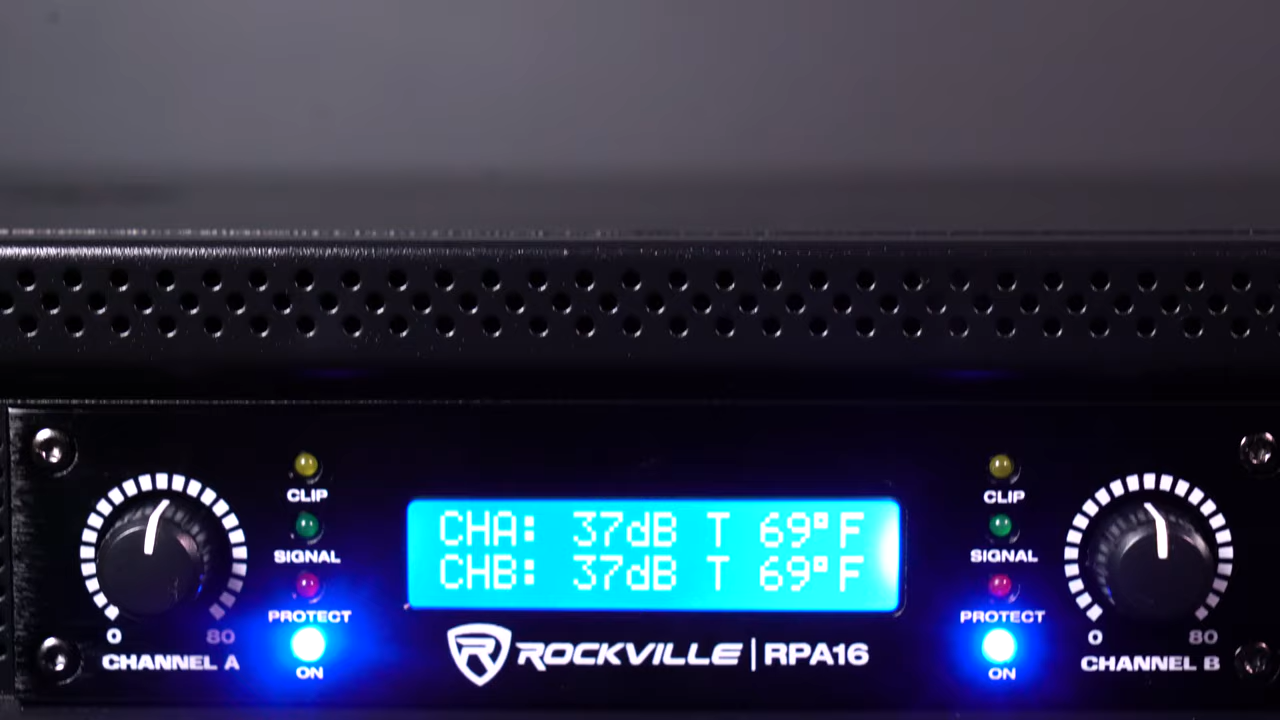 CLIP
SIGNAL
PROTECT
ON
0 80
CHANNEL A
CHA: 37dB T 69°F
CHB: 37dB T 69°F
ROCKVILLE | RPA16
CLIP
SIGNAL
PROTECT
ON
0 80
CHANNEL B